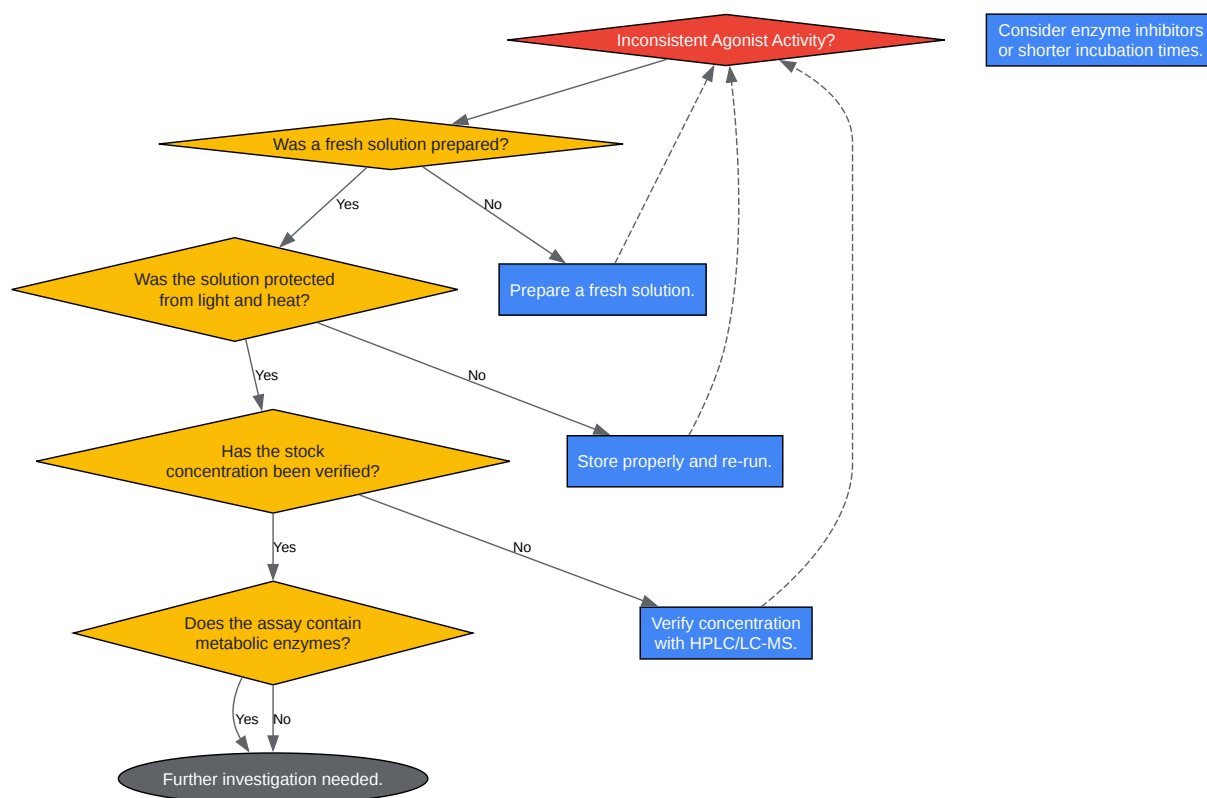 Inconsistent Agonist Activity?
Consider enzyme inhibitors
or shorter incubation times.
Was a fresh solution prepared?
Yes
No
Was the solution protected
from light and heat?
Prepare a fresh solution.
Yes
No
Has the stock
concentration been verified?
Store properly and re-run.
Yes
No
Does the assay contain
metabolic enzymes?
Verify concentration
with HPLC/LC-MS.
Yes
No
Further investigation needed.